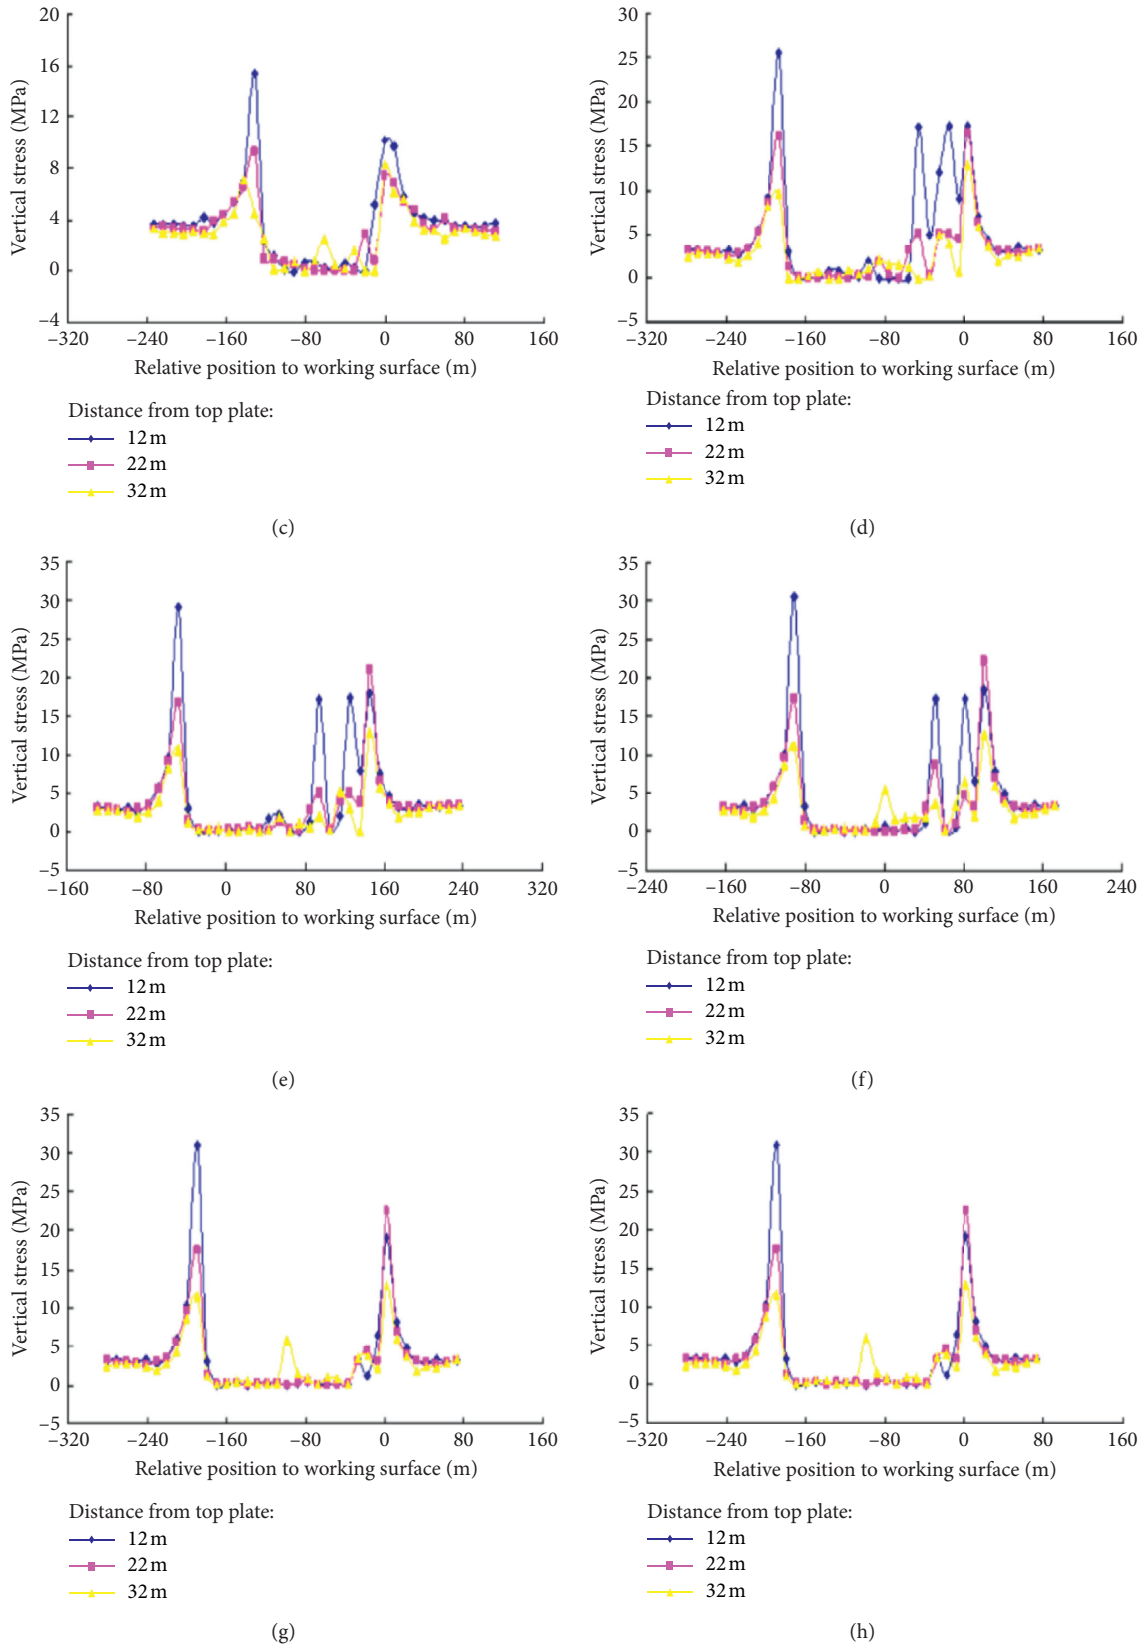 20
16
12
8
4
0
−4
Vertical stress (MPa)
−320 −240 −160 −80 0 80 160
Relative position to working surface (m)
Distance from top plate:
12 m
22 m
32 m
(c)
30
25
20
15
10
5
0
−5
Vertical stress (MPa)
−320 −240 −160 −80 0 80 160
Relative position to working surface (m)
Distance from top plate:
12 m
22 m
32 m
(d)
35
30
25
20
15
10
5
0
−5
Vertical stress (MPa)
−160 −80 0 80 160 240 320
Relative position to working surface (m)
Distance from top plate:
12 m
22 m
32 m
(e)
35
30
25
20
15
10
5
0
−5
Vertical stress (MPa)
−240 −160 −80 0 80 160 240
Relative position to working surface (m)
Distance from top plate:
12 m
22 m
32 m
(f)
35
30
25
20
15
10
5
0
−5
Vertical stress (MPa)
−320 −240 −160 −80 0 80 160
Relative position to working surface (m)
Distance from top plate:
12 m
22 m
32 m
(g)
35
30
25
20
15
10
5
0
−5
Vertical stress (MPa)
−320 −240 −160 −80 0 80 160
Relative position to working surface (m)
Distance from top plate:
12 m
22 m
32 m
(h)